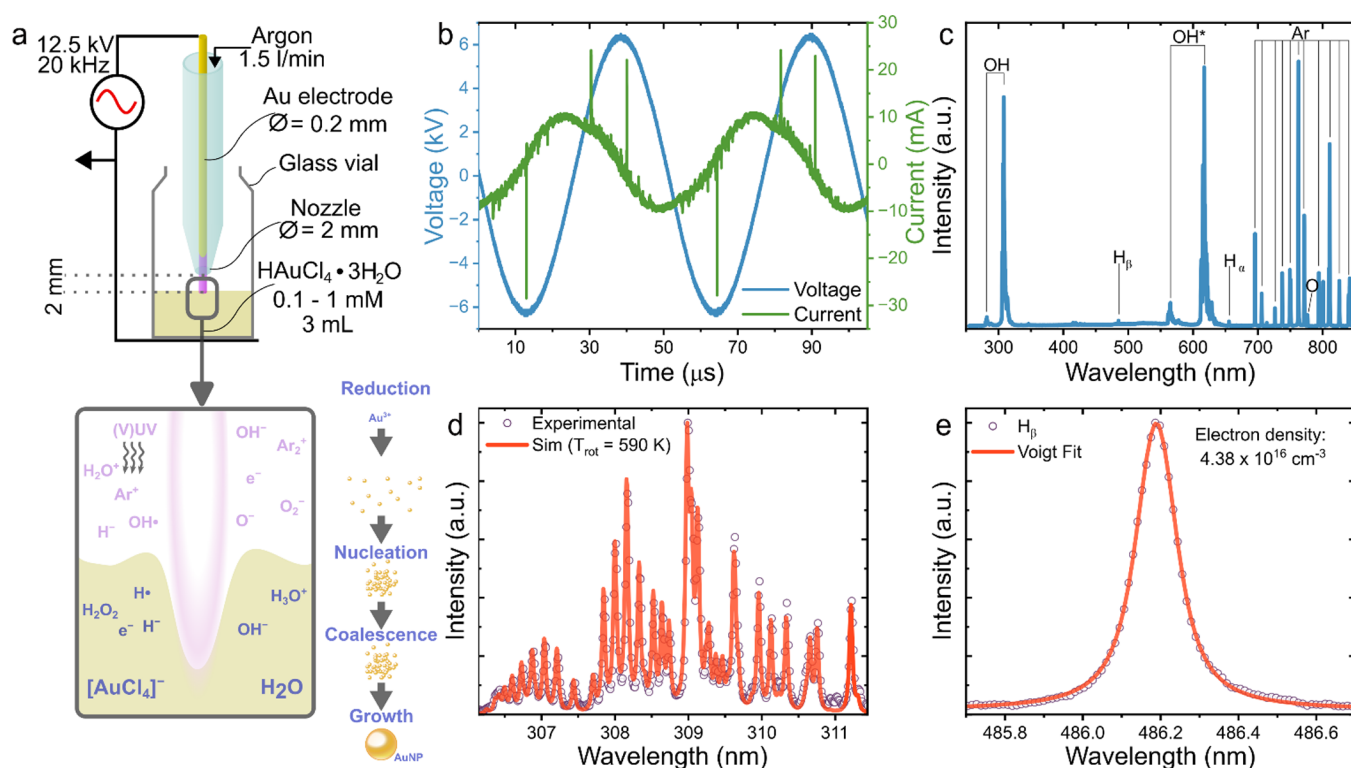 a
12.5 kV
20 kHz
Argon
1.5 l/min
Au electrode
Ø = 0.2 mm
Glass vial
Nozzle
Ø = 2 mm
HAuCl4 • 3H2O
0.1 - 1 mM
3 mL
2 mm
(V)UV
H2O+
Ar+
H−
OH•
OH−
Ar2+
e−
O2−
O−
H•
H2O2
e−
H−
H3O+
OH−
[AuCl4]−
H2O
Reduction
Au3+
Nucleation
Coalescence
Growth
AuNP
b
Voltage (kV)
6
4
2
0
-2
-4
-6
10
30
50
70
90
Time (μs)
30
20
10
0
-10
-20
-30
Current (mA)
Voltage
Current
c
Intensity (a.u.)
OH
Hβ
OH*
Hα
Ar
O
300
400
500
600
700
800
Wavelength (nm)
d
Intensity (a.u.)
Experimental
Sim (Trot = 590 K)
307
308
309
310
311
Wavelength (nm)
e
Intensity (a.u.)
Hβ
Voigt Fit
Electron density:
4.38 x 10^16 cm-3
485.8
486.0
486.2
486.4
486.6
Wavelength (nm)